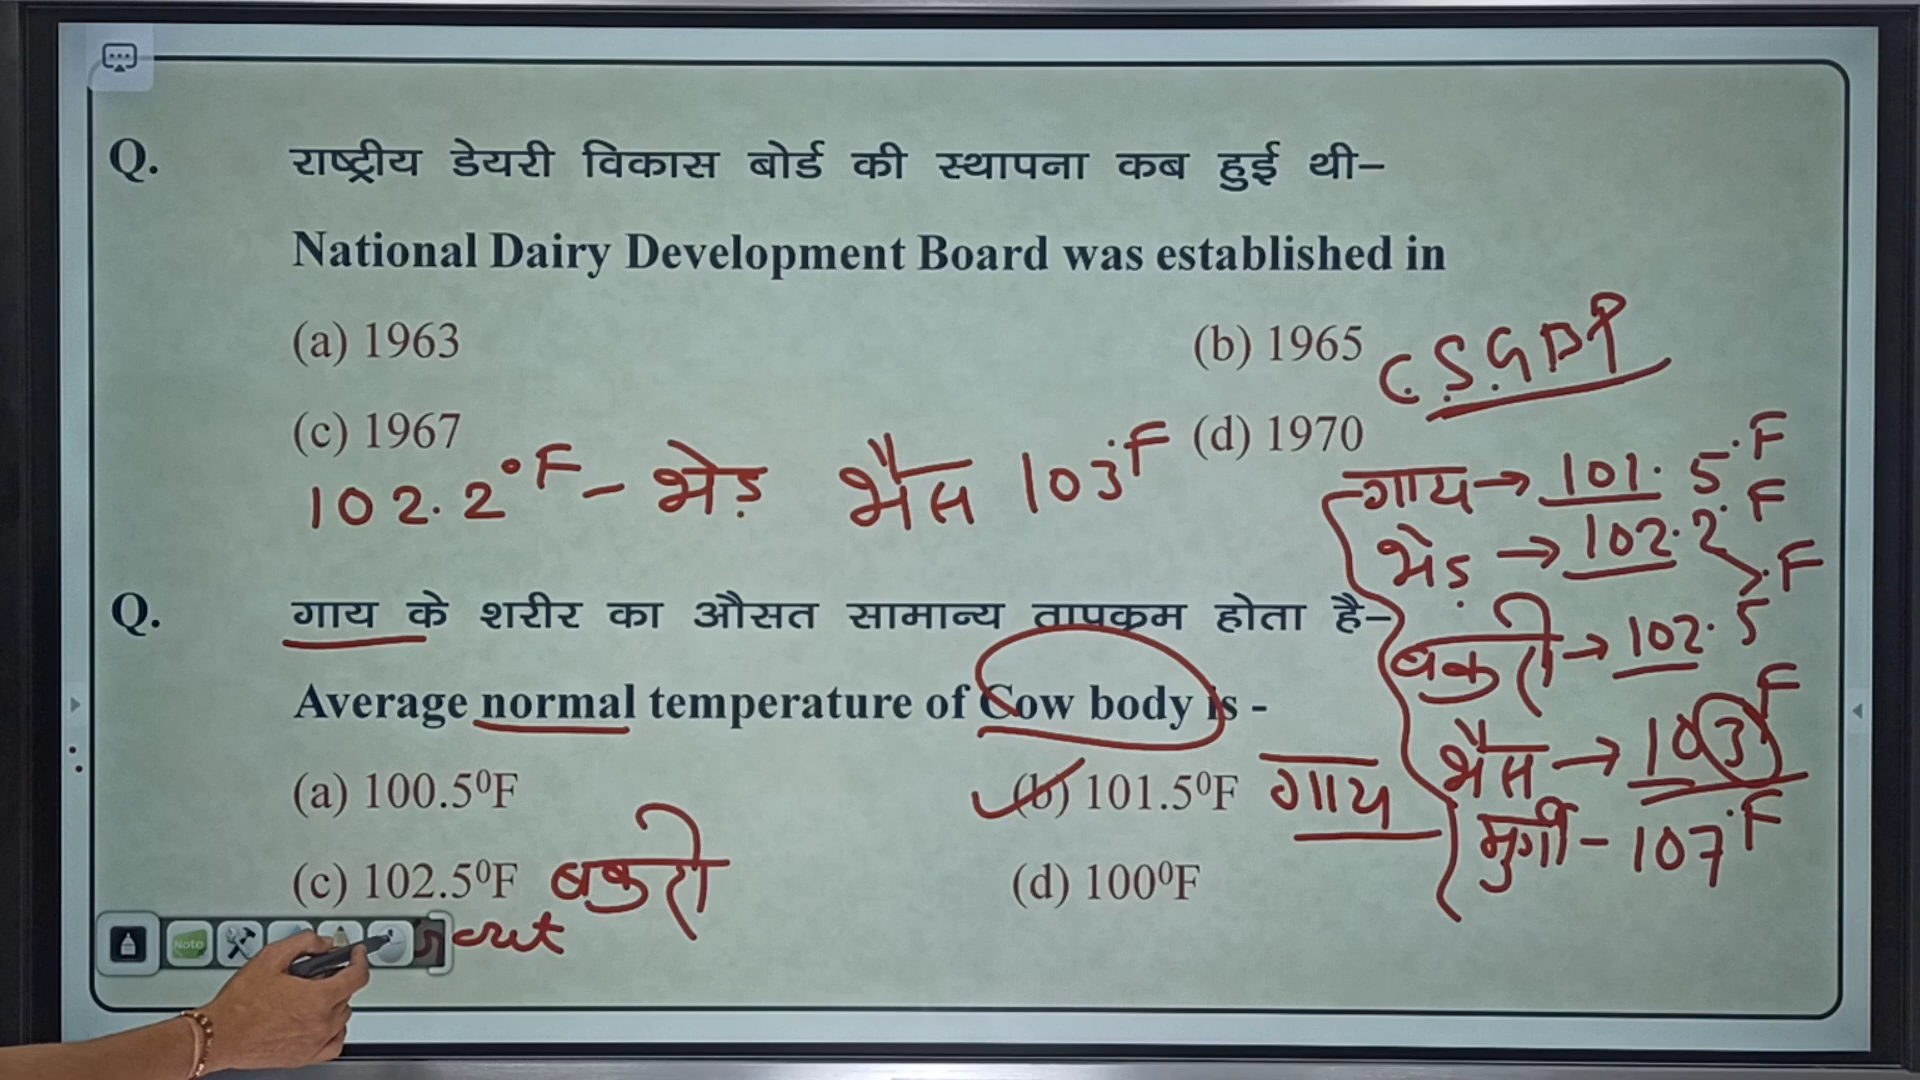 Q. राष्ट्रीय डेयरी विकास बोर्ड की स्थापना कब हुई थी–
National Dairy Development Board was established in
(a) 1963 (b) 1965 C.S.G.B.P
(c) 1967 (d) 1970
102.2°F – भेड़ भैंस 103°F
गाय → 101.5°F
भेड़ → 102.2°F
बकरी → 102.5°F
भैंस → 103°F
मुर्गी – 107°F
Q. गाय के शरीर का औसत सामान्य तापक्रम होता है–
Average normal temperature of Cow body is -
(a) 100.5⁰F (b) 101.5⁰F गाय
(c) 102.5⁰F बकरी (d) 100⁰F
Note